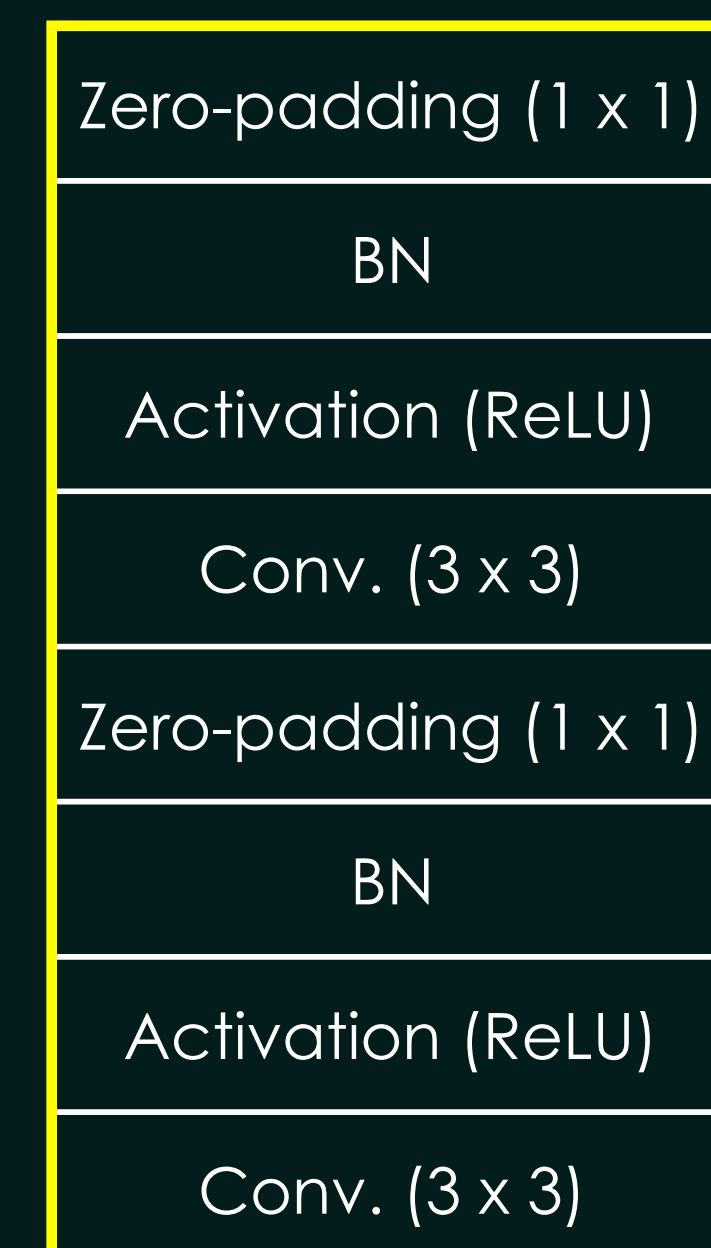 Zero-padding (1 x 1)
BN
Activation (ReLU)
Conv. (3 x 3)
Zero-padding (1 x 1)
BN
Activation (ReLU)
Conv. (3 x 3)